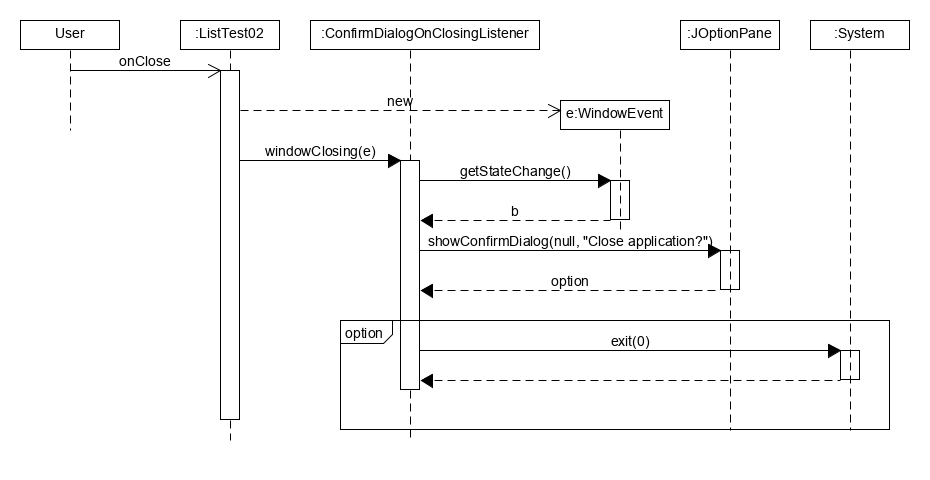 User
:ListTest02
:ConfirmDialogOnClosingListener
:JOptionPane
:System
onClose
new
e:WindowEvent
windowClosing(e)
getStateChange()
b
showConfirmDialog(null, "Close application?")
option
option
exit(0)